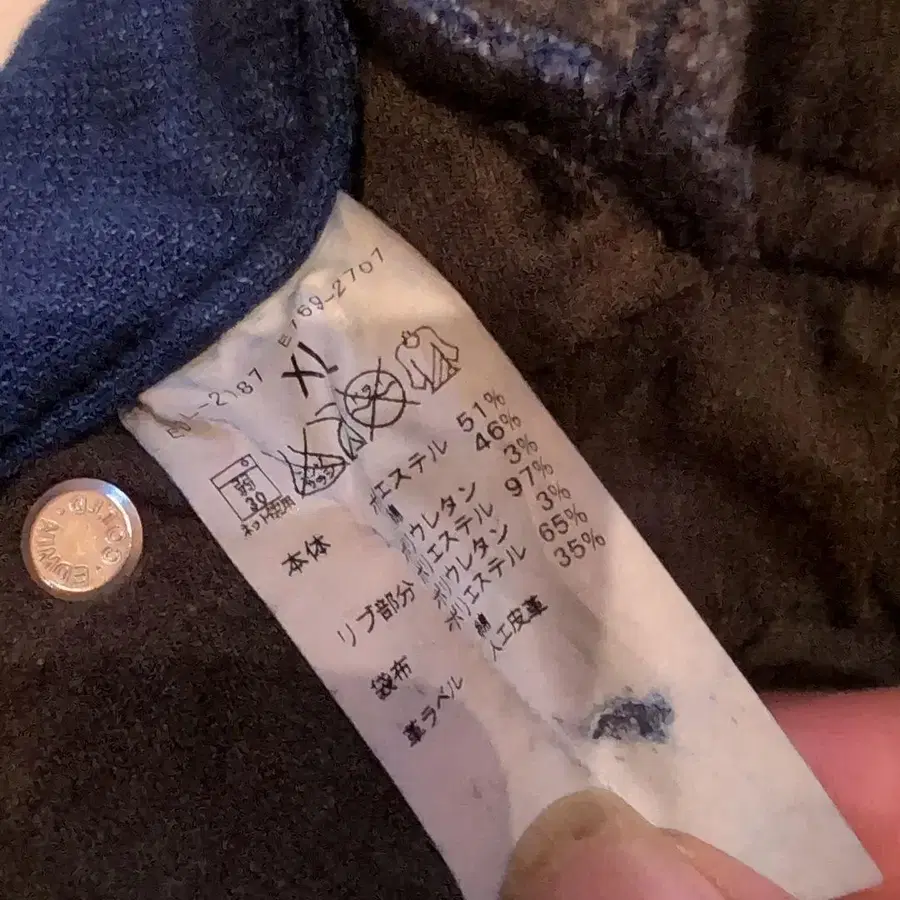 E769-2707
XL
弱
30
ネット使用
本体 ポリエステル 51%
綿 46%
ポリウレタン 3%
リブ部分 ポリエステル 97%
ポリウレタン 3%
袋布 ポリエステル 65%
綿 35%
革ラベル 人工皮革
EDWIN